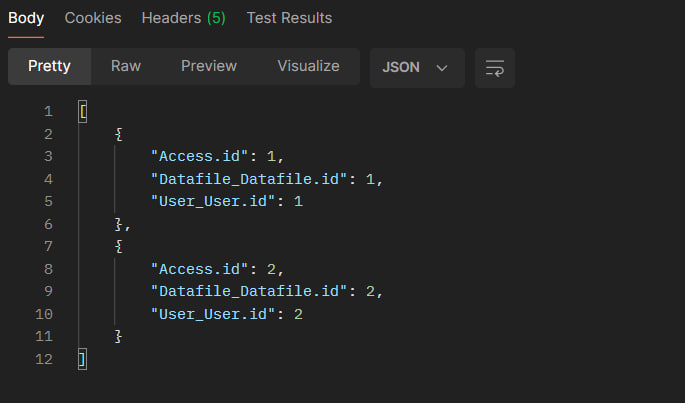 Body Cookies Headers (5) Test Results
Pretty Raw Preview Visualize JSON
1 [
2 {
3 "Access.id": 1,
4 "Datafile_Datafile.id": 1,
5 "User_User.id": 1
6 },
7 {
8 "Access.id": 2,
9 "Datafile_Datafile.id": 2,
10 "User_User.id": 2
11 }
12 ]